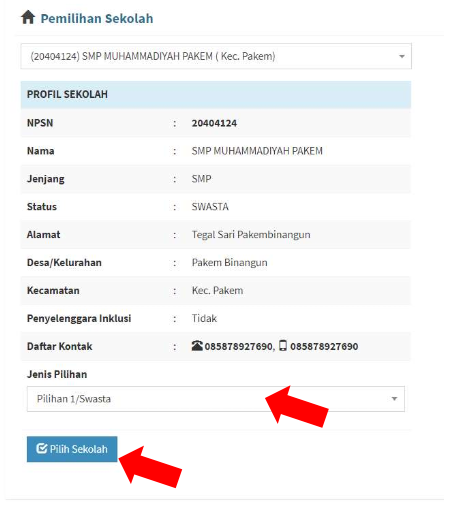 Pemilihan Sekolah
(20404124) SMP MUHAMMADIYAH PAKEM ( Kec. Pakem)
PROFIL SEKOLAH
NPSN : 20404124
Nama : SMP MUHAMMADIYAH PAKEM
Jenjang : SMP
Status : SWASTA
Alamat : Tegal Sari Pakembinangun
Desa/Kelurahan : Pakem Binangun
Kecamatan : Kec. Pakem
Penyelenggara Inklusi : Tidak
Daftar Kontak : 085878927690, 085878927690
Jenis Pilihan
Pilihan 1/Swasta
Pilih Sekolah